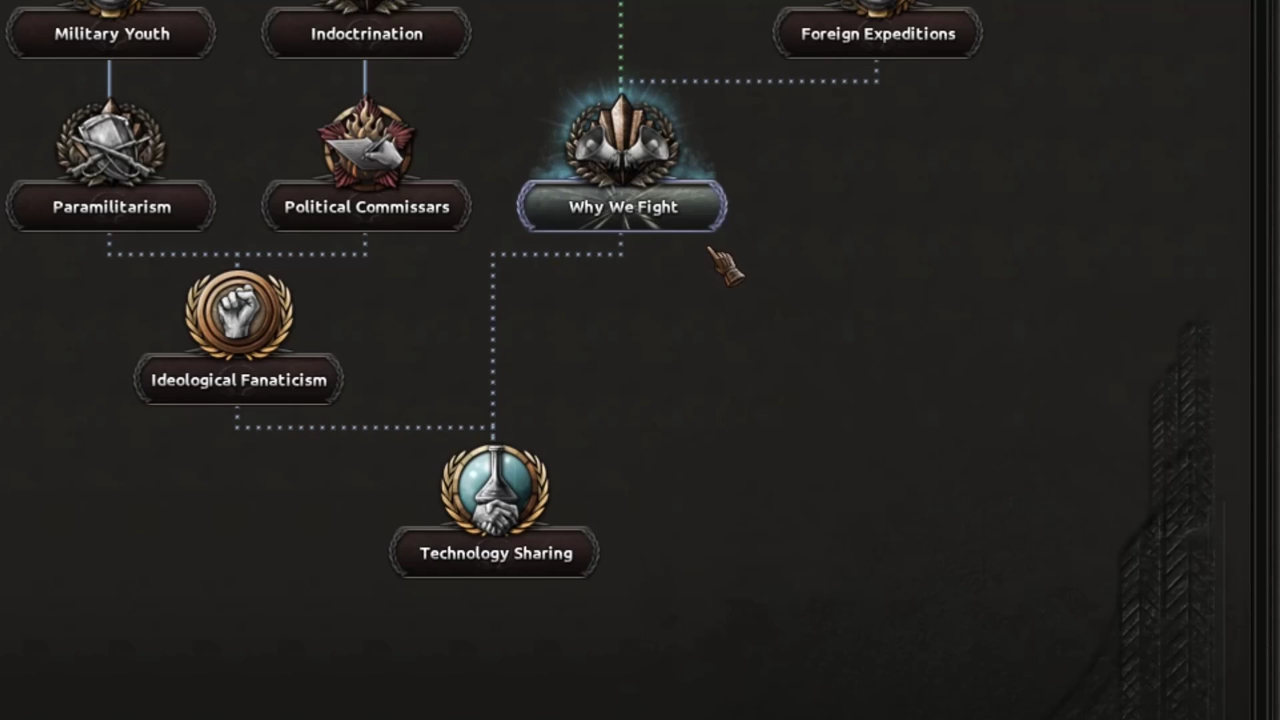 Military Youth
Indoctrination
Foreign Expeditions
Paramilitarism
Political Commissars
Why We Fight
Ideological Fanaticism
Technology Sharing